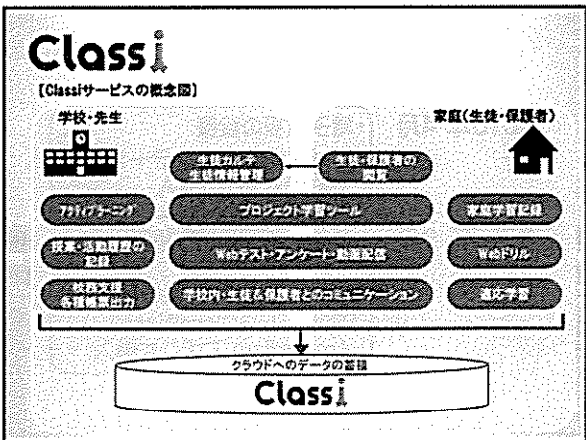 Classi
[Classiサービスの概念図]
学校・先生
家庭(生徒・保護者)
生徒カルテ
生徒情報管理
生徒・保護者の
閲覧
アクティブラーニング
プロジェクト学習ツール
家庭学習記録
授業・活動履歴の
記録
Webテスト・アンケート・動画配信
Webドリル
校務支援
各種帳票出力
学校内・生徒&保護者とのコミュニケーション
適応学習
クラウドへのデータの蓄積
Classi